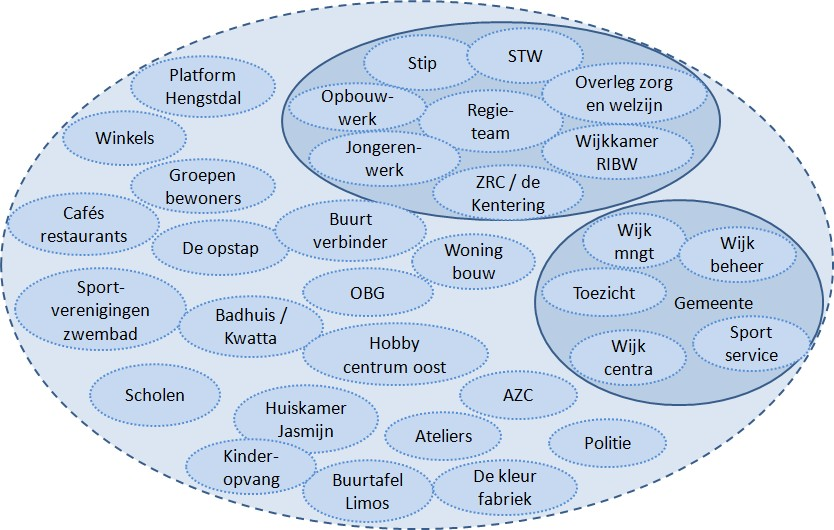 Platform
Hengstdal
Winkels
Groepen
bewoners
Cafés
restaurants
De opstap
Sport-
verenigingen
zwembad
Badhuis /
Kwatta
Stip
STW
Overleg zorg
en welzijn
Opbouw-
werk
Regie-
team
Jongeren-
werk
Wijkkamer
RIBW
ZRC / de
Kentering
Buurt
verbinder
Woning
bouw
OBG
Hobby
centrum oost
Wijk
mngt
Wijk
beheer
Toezicht
Gemeente
Wijk
centra
Sport
service
Scholen
Huiskamer
Jasmijn
AZC
Ateliers
Politie
Kinder-
opvang
Buurtafel
Limos
De kleur
fabriek